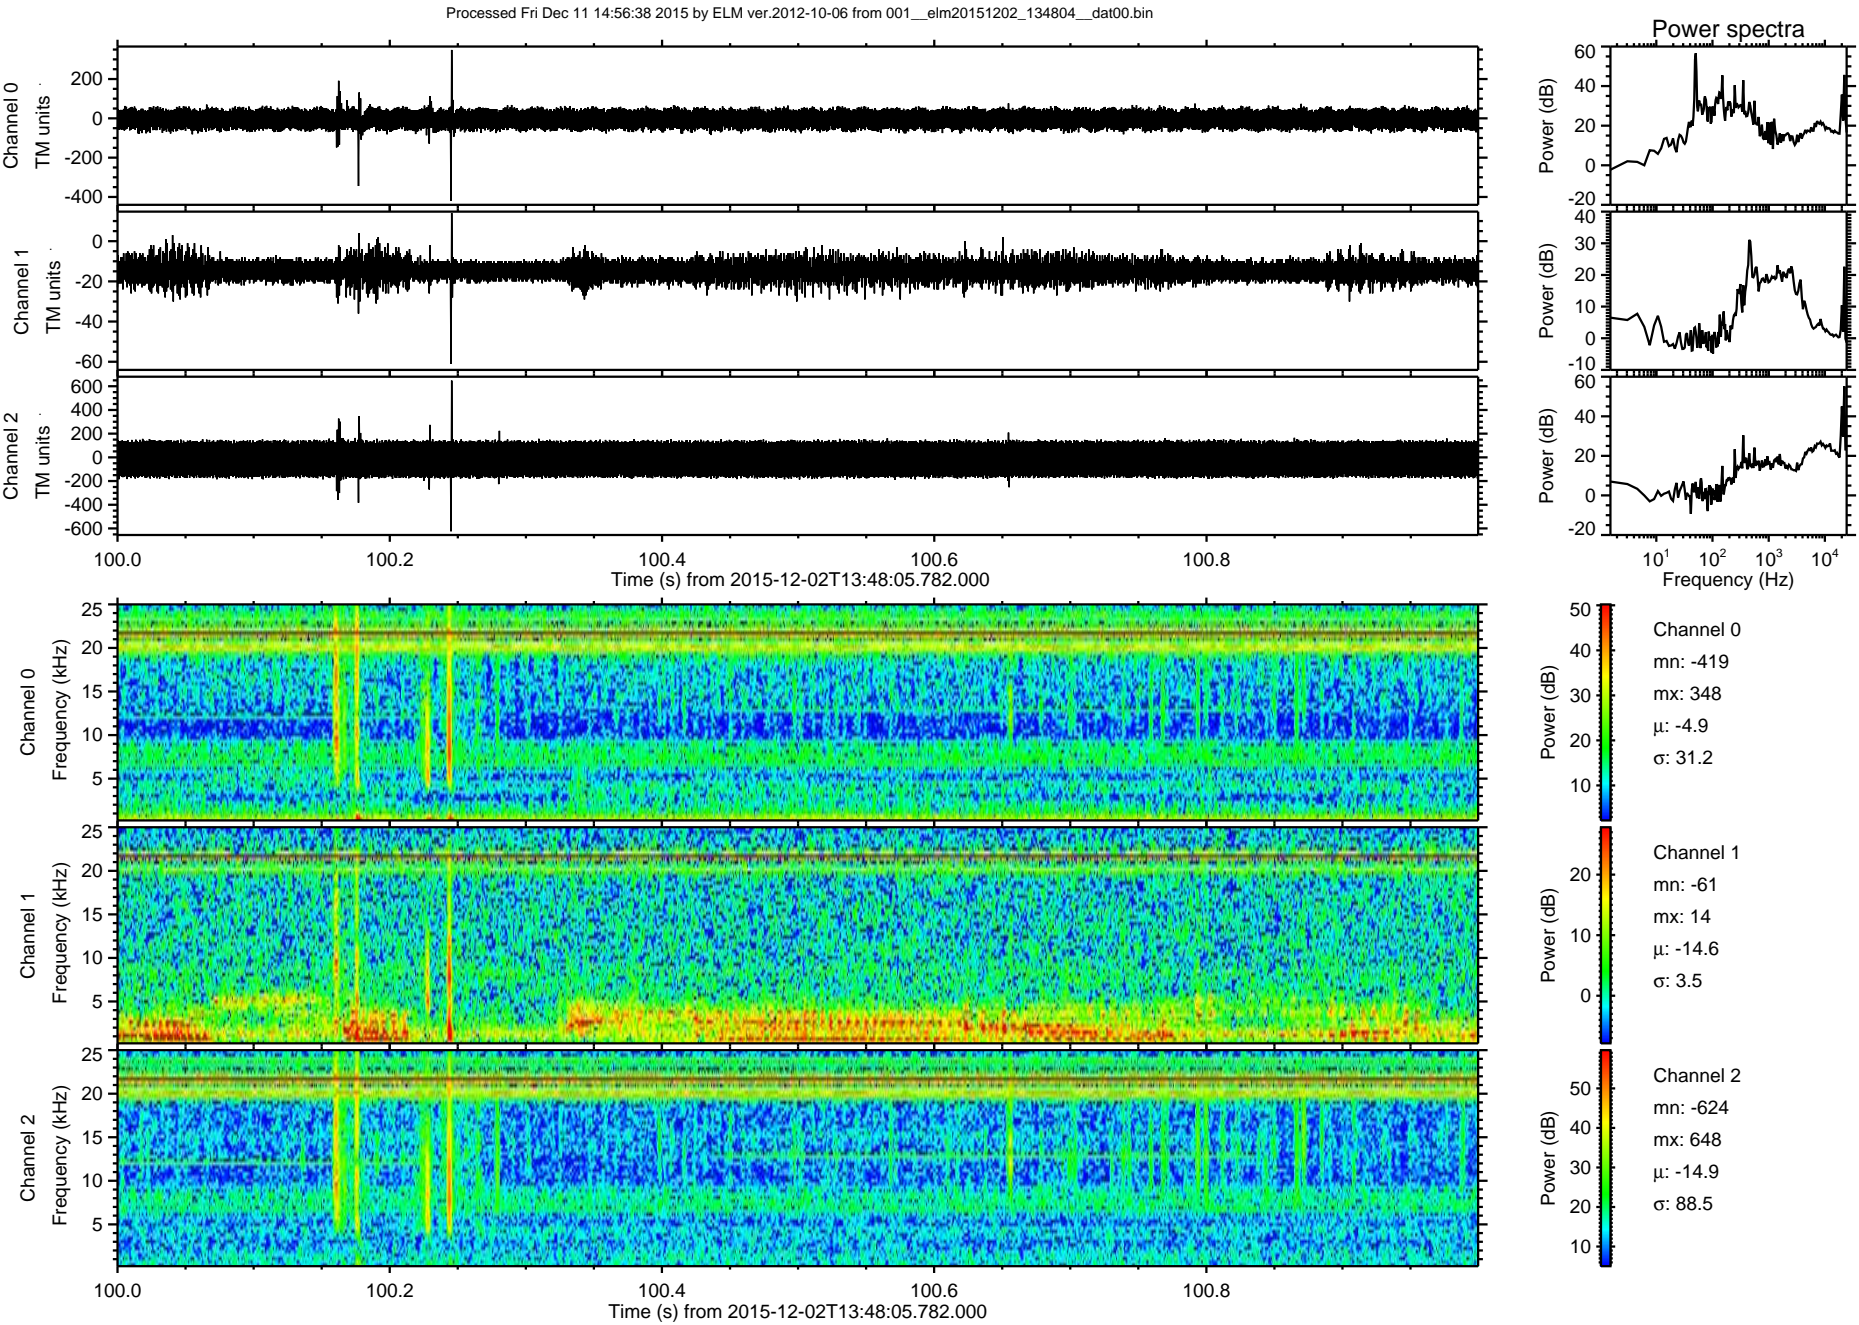 Processed Fri Dec 11 14:56:38 2015 by ELM ver.2012-10-06 from 001__elm20151202_134804__dat00.bin
Power spectra
Channel 0
TM units
200
0
-200
-400
Power (dB)
60
40
20
0
-20
Channel 1
TM units
0
-20
-40
-60
Power (dB)
40
30
20
10
0
-10
Channel 2
TM units
600
400
200
0
-200
-400
-600
Power (dB)
60
40
20
0
-20
100.0 100.2 100.4 100.6 100.8
Time (s) from 2015-12-02T13:48:05.782.000
10¹ 10² 10³ 10⁴
Frequency (Hz)
Channel 0
Frequency (kHz)
25
20
15
10
5
Power (dB)
50
40
30
20
10
Channel 0
mn: -419
mx: 348
μ: -4.9
σ: 31.2
Channel 1
Frequency (kHz)
25
20
15
10
5
Power (dB)
20
10
0
Channel 1
mn: -61
mx: 14
μ: -14.6
σ: 3.5
Channel 2
Frequency (kHz)
25
20
15
10
5
Power (dB)
50
40
30
20
10
Channel 2
mn: -624
mx: 648
μ: -14.9
σ: 88.5
100.0 100.2 100.4 100.6 100.8
Time (s) from 2015-12-02T13:48:05.782.000